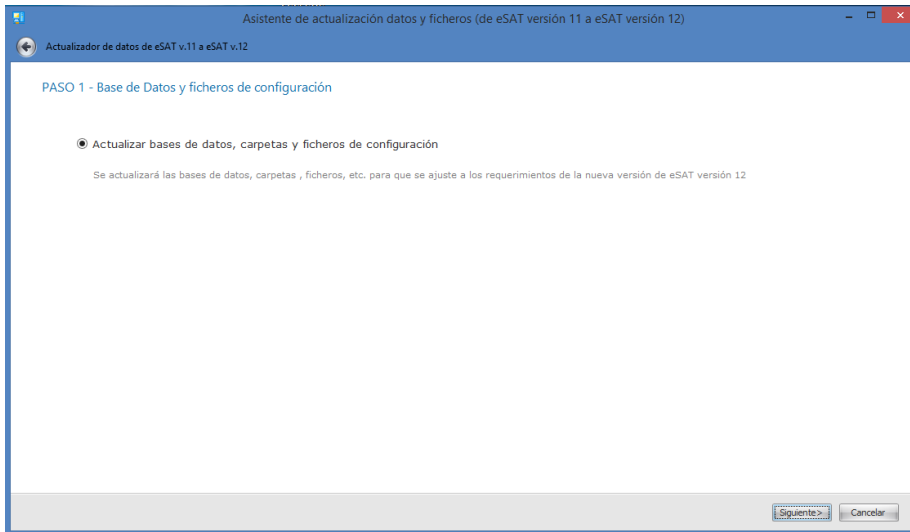 Asistente de actualización datos y ficheros (de eSAT versión 11 a eSAT versión 12)
Actualizador de datos de eSAT v.11 a eSAT v.12
PASO 1 - Base de Datos y ficheros de configuración
Actualizar bases de datos, carpetas y ficheros de configuración
Se actualizará las bases de datos, carpetas , ficheros, etc. para que se ajuste a los requerimientos de la nueva versión de eSAT versión 12
Siguiente > Cancelar